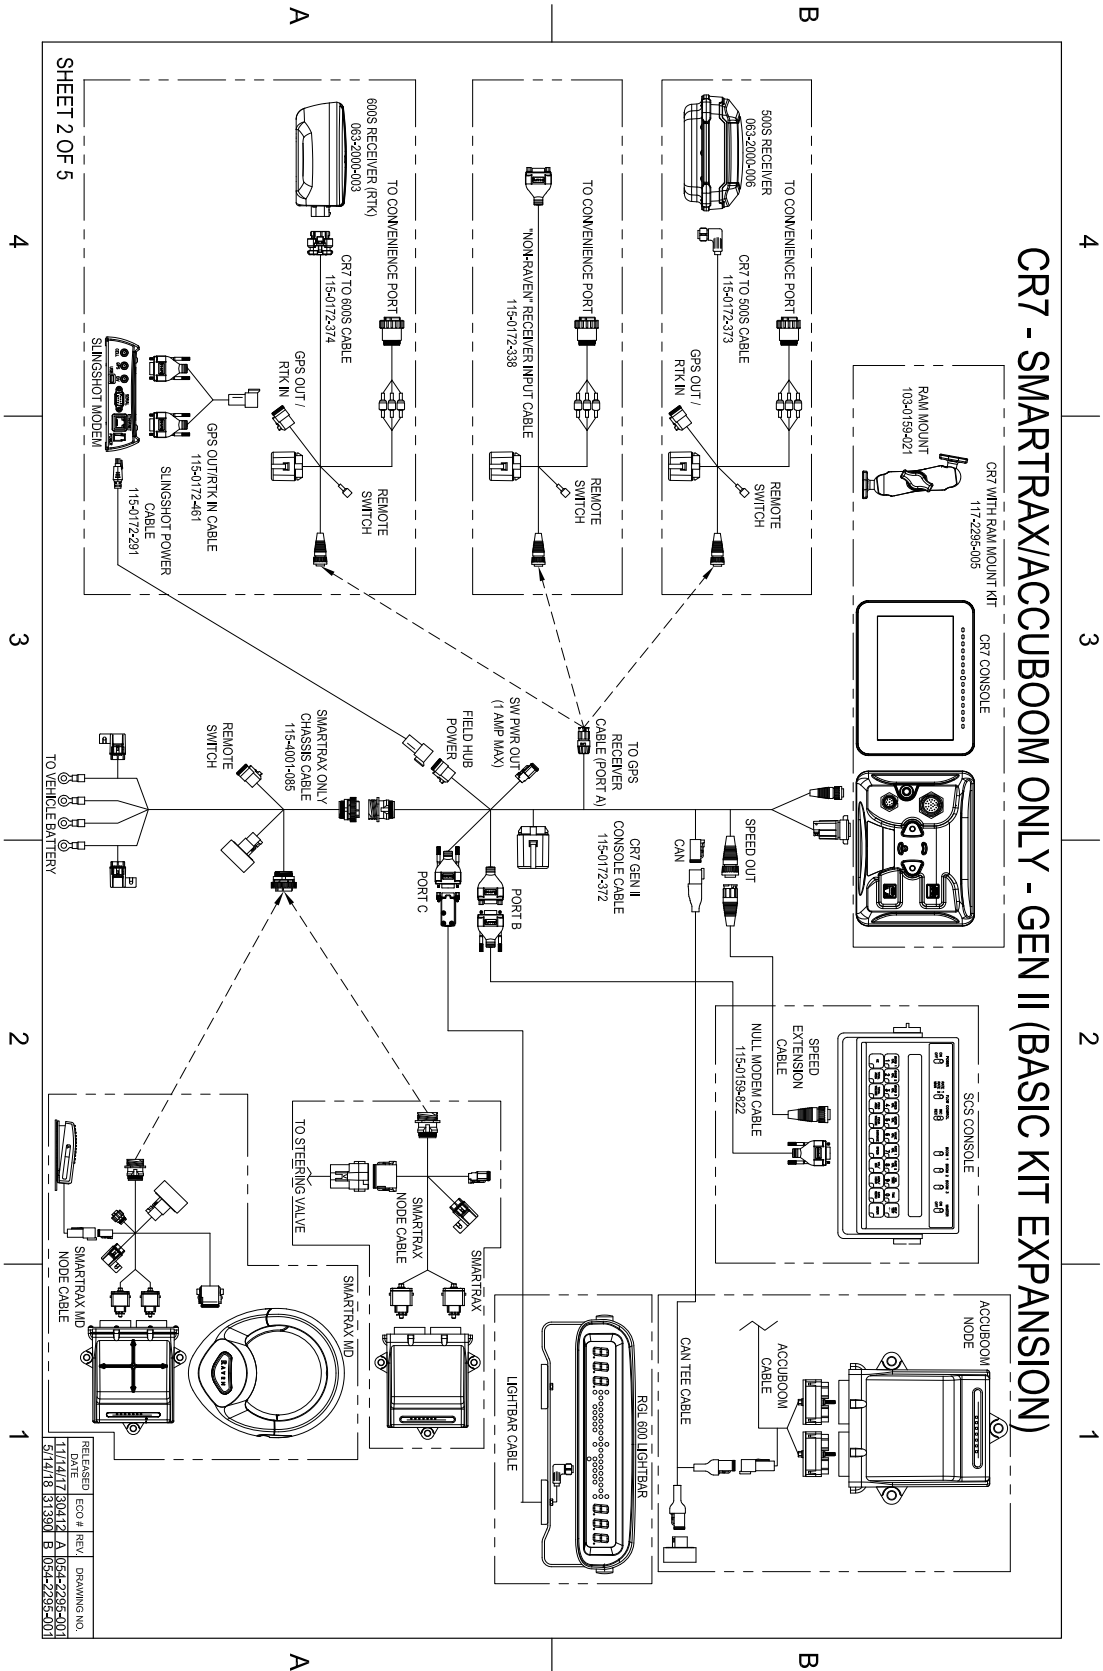 CR7 - SMARTRAX/ACCUBOOM ONLY - GEN II (BASIC KIT EXPANSION)
4
3
2
1
B
A
RAM MOUNT
103-0159-021
CR7 WITH RAM MOUNT KIT
117-2295-005
CR7 CONSOLE
500S RECEIVER
063-2000-006
TO CONVENIENCE PORT
CR7 TO 500S CABLE
115-0172-373
GPS OUT /
RTK IN
REMOTE
SWITCH
TO CONVENIENCE PORT
"NON-RAVEN" RECEIVER INPUT CABLE
115-0172-338
REMOTE
SWITCH
600S RECEIVER (RTK)
063-2000-003
TO CONVENIENCE PORT
CR7 TO 600S CABLE
115-0172-374
GPS OUT /
RTK IN
REMOTE
SWITCH
GPS OUT/RTK IN CABLE
115-0172-461
SLINGSHOT MODEM
SLINGSHOT POWER
CABLE
115-0172-291
TO GPS
RECEIVER
CABLE (PORT A)
SW PWR OUT
(1 AMP MAX)
FIELD HUB
POWER
SPEED OUT
CAN
CR7 GEN II
CONSOLE CABLE
115-0172-372
PORT B
PORT C
SMARTRAX ONLY
CHASSIS CABLE
115-4001-085
REMOTE
SWITCH
TO VEHICLE BATTERY
SCS CONSOLE
SPEED
EXTENSION
CABLE
NULL MODEM CABLE
115-0159-822
ACCUBOOM
NODE
ACCUBOOM
CABLE
CAN TEE CABLE
RGL 600 LIGHTBAR
LIGHTBAR CABLE
SMARTRAX
SMARTRAX
NODE CABLE
TO STEERING VALVE
SMARTRAX MD
RAVEN
SMARTRAX MD
NODE CABLE
SHEET 2 OF 5
RELEASED DATE ECO # REV. DRAWING NO.
11/14/17 30412 A 054-2295-001
5/14/18 31390 B 054-2295-001
4
3
2
1
B
A